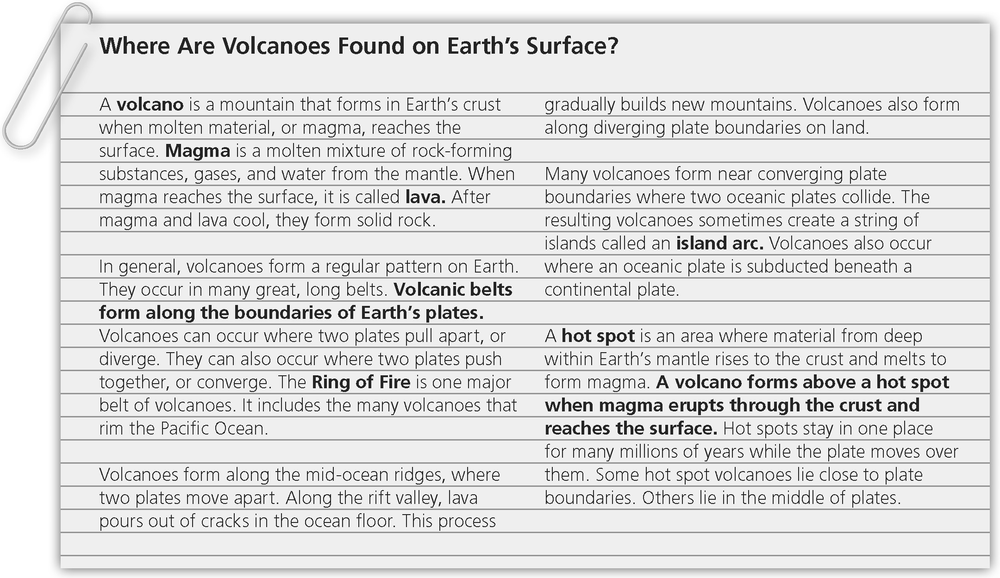 Where Are Volcanoes Found on Earth’s Surface?
A volcano is a mountain that forms in Earth’s crust
when molten material, or magma, reaches the
surface. Magma is a molten mixture of rock-forming
substances, gases, and water from the mantle. When
magma reaches the surface, it is called lava. After
magma and lava cool, they form solid rock.
In general, volcanoes form a regular pattern on Earth.
They occur in many great, long belts. Volcanic belts
form along the boundaries of Earth’s plates.
Volcanoes can occur where two plates pull apart, or
diverge. They can also occur where two plates push
together, or converge. The Ring of Fire is one major
belt of volcanoes. It includes the many volcanoes that
rim the Pacific Ocean.
Volcanoes form along the mid-ocean ridges, where
two plates move apart. Along the rift valley, lava
pours out of cracks in the ocean floor. This process
gradually builds new mountains. Volcanoes also form
along diverging plate boundaries on land.
Many volcanoes form near converging plate
boundaries where two oceanic plates collide. The
resulting volcanoes sometimes create a string of
islands called an island arc. Volcanoes also occur
where an oceanic plate is subducted beneath a
continental plate.
A hot spot is an area where material from deep
within Earth’s mantle rises to the crust and melts to
form magma. A volcano forms above a hot spot
when magma erupts through the crust and
reaches the surface. Hot spots stay in one place
for many millions of years while the plate moves over
them. Some hot spot volcanoes lie close to plate
boundaries. Others lie in the middle of plates.